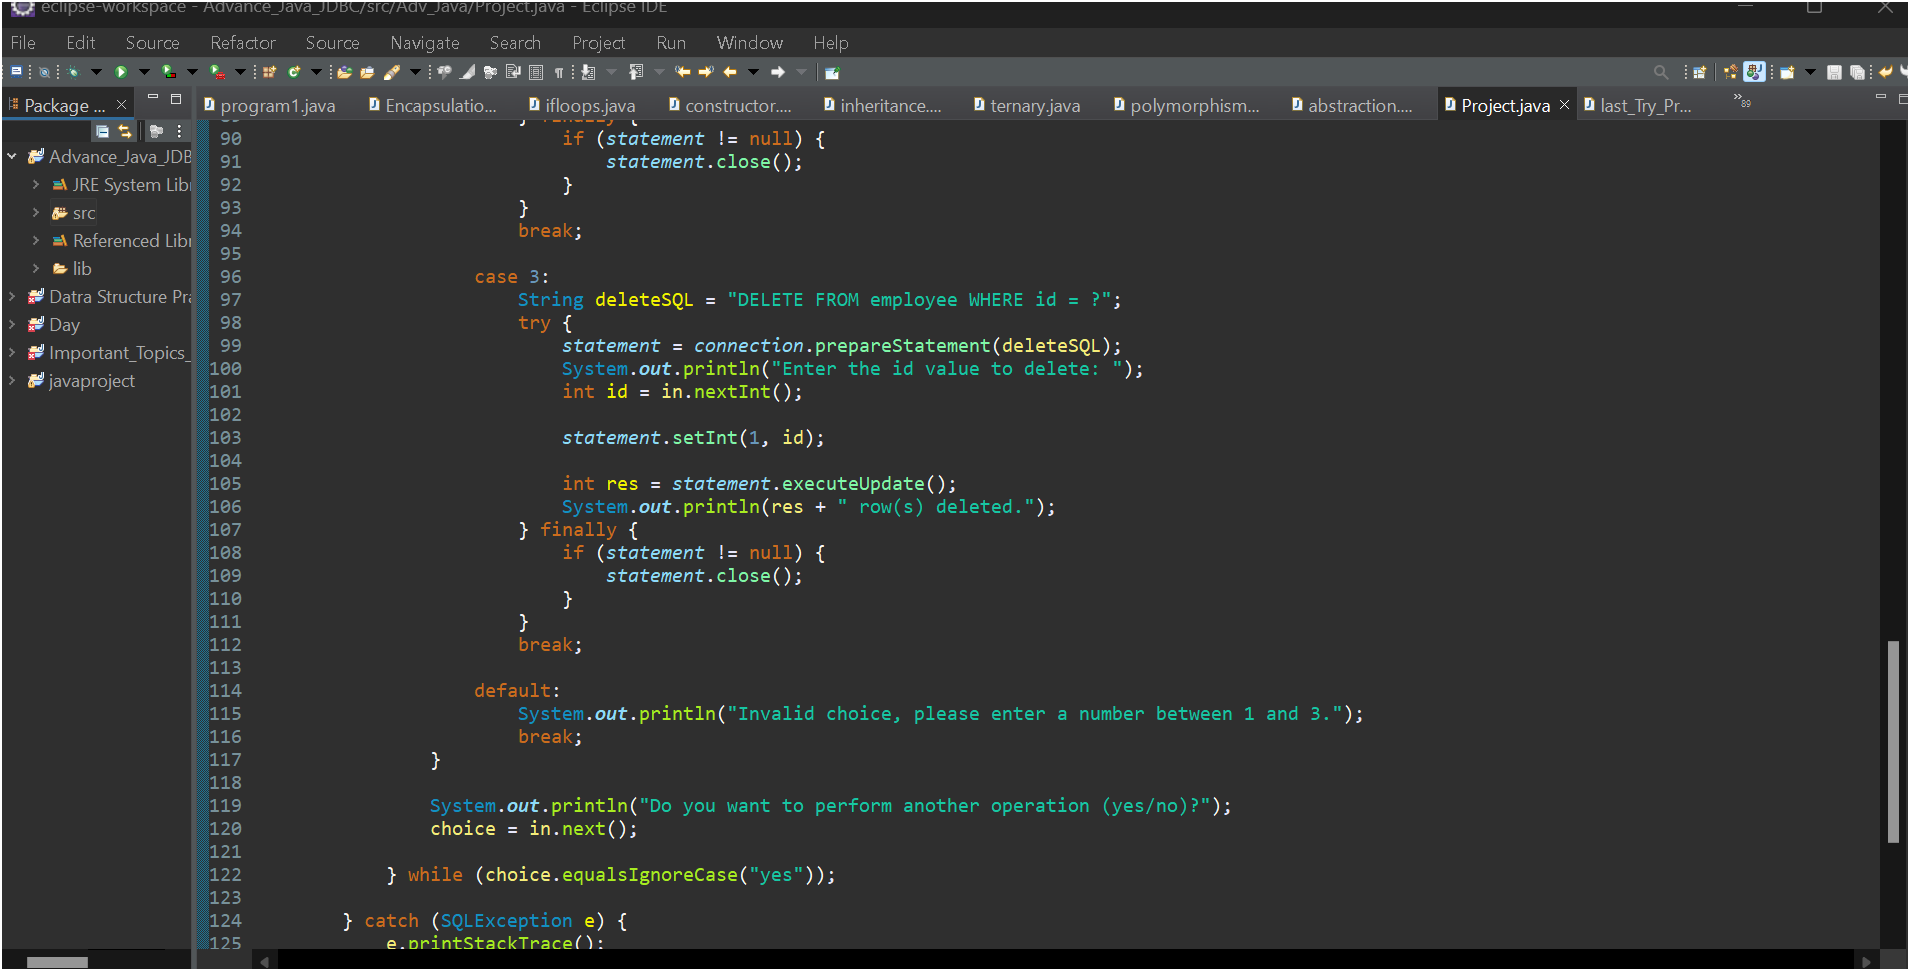 eclipse-workspace - Advance_Java_JDBC/src/Adv_Java/Project.java - Eclipse IDE
File Edit Source Refactor Source Navigate Search Project Run Window Help
Package ...
program1.java Encapsulatio... ifloops.java constructor.... inheritance.... ternary.java polymorphism... abstraction.... Project.java last_Try_Pr... »89
Advance_Java_JDB
JRE System Libr
src
Referenced Libr
lib
Datra Structure Pra
Day
Important_Topics_
javaproject
} finally {
90 if (statement != null) {
91 statement.close();
92 }
93 }
94 break;
95
96 case 3:
97 String deleteSQL = "DELETE FROM employee WHERE id = ?";
98 try {
99 statement = connection.prepareStatement(deleteSQL);
100 System.out.println("Enter the id value to delete: ");
101 int id = in.nextInt();
102
103 statement.setInt(1, id);
104
105 int res = statement.executeUpdate();
106 System.out.println(res + " row(s) deleted.");
107 } finally {
108 if (statement != null) {
109 statement.close();
110 }
111 }
112 break;
113
114 default:
115 System.out.println("Invalid choice, please enter a number between 1 and 3.");
116 break;
117 }
118
119 System.out.println("Do you want to perform another operation (yes/no)?");
120 choice = in.next();
121
122 } while (choice.equalsIgnoreCase("yes"));
123
124 } catch (SQLException e) {
125 e.printStackTrace();